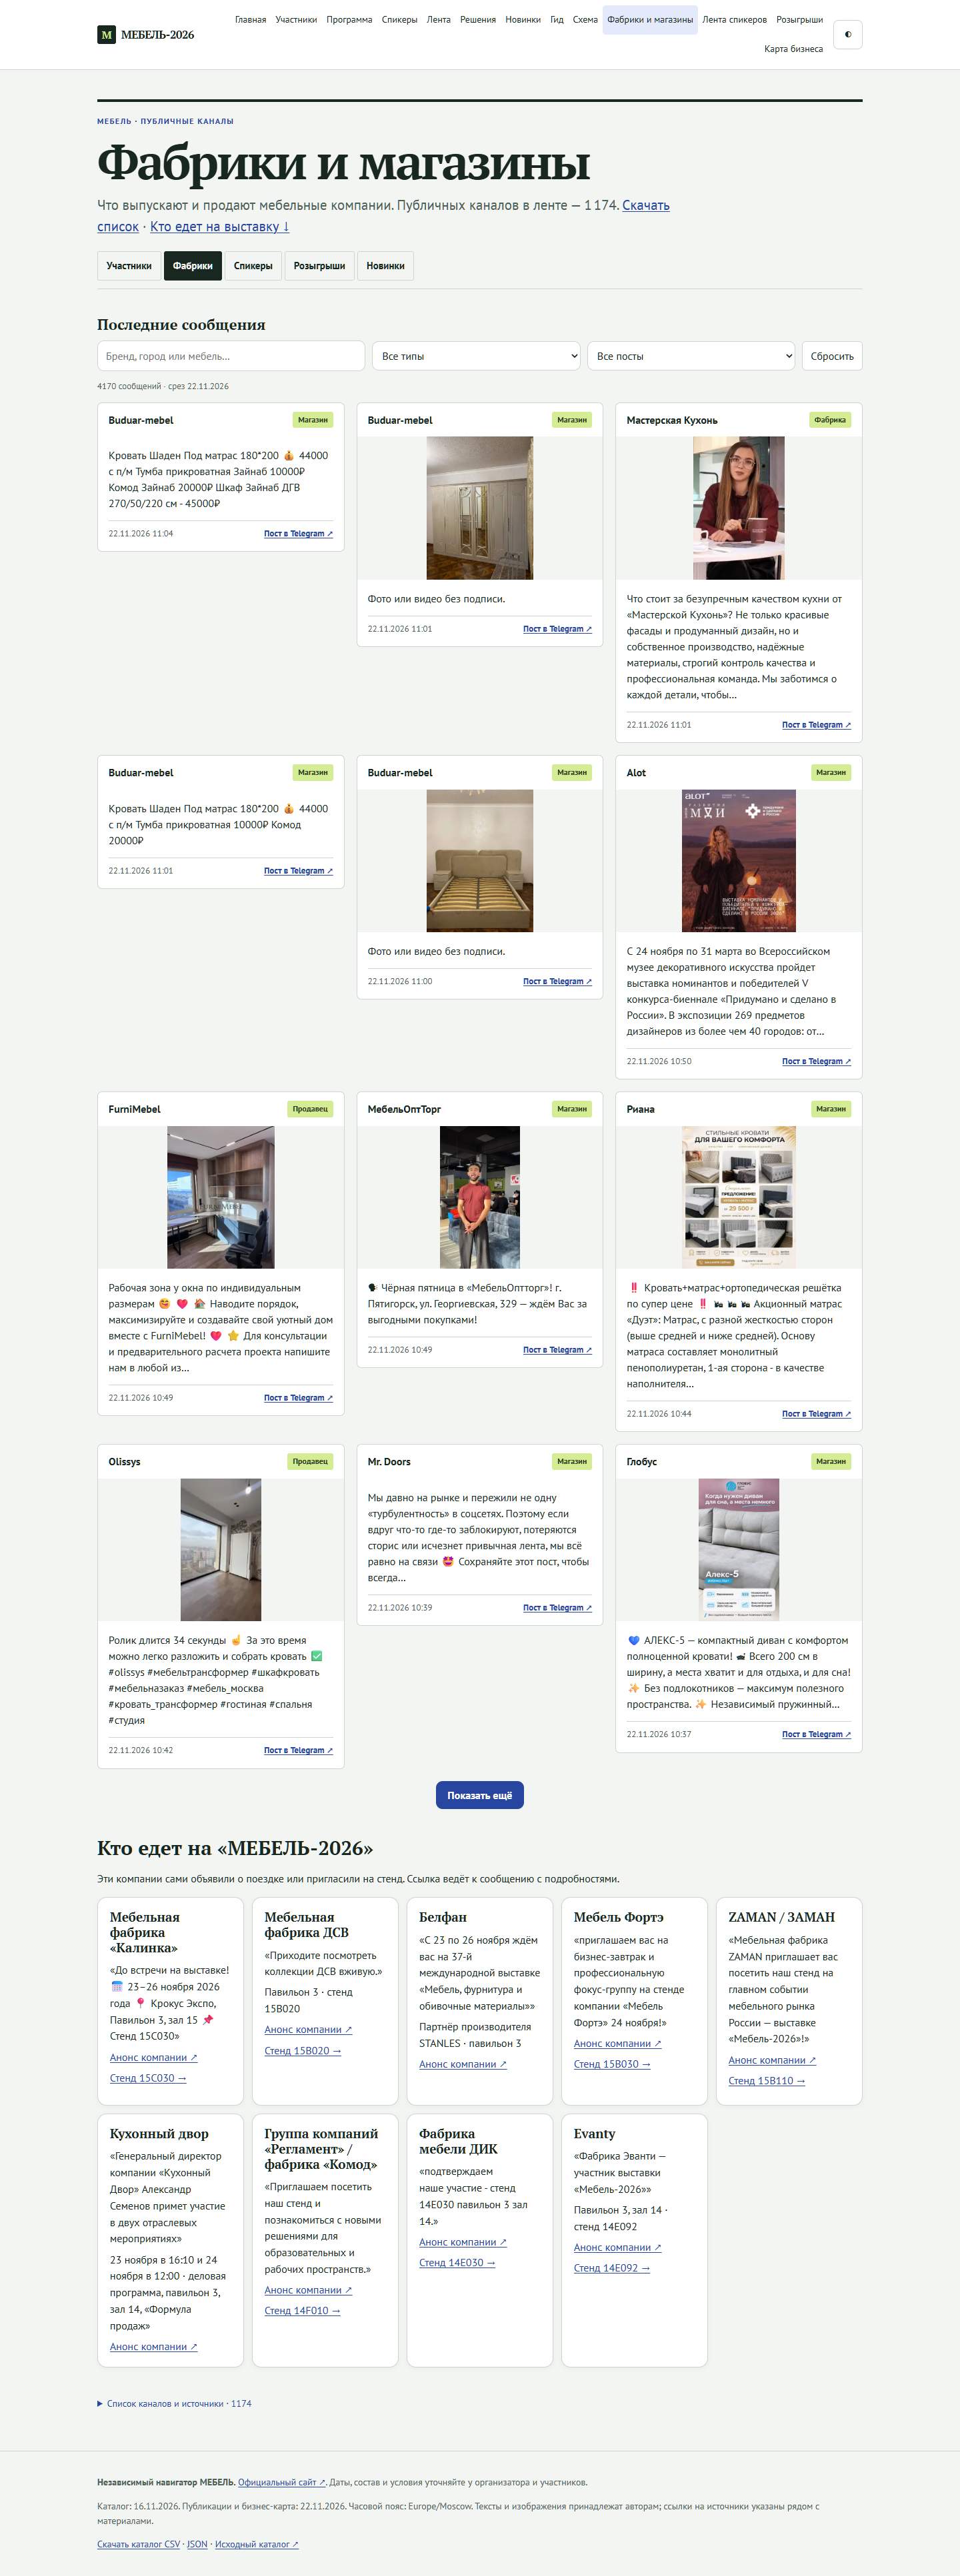 М МЕБЕЛЬ-2026
Главная Участники Программа Спикеры Лента Решения Новинки Гид Схема Фабрики и магазины Лента спикеров Розыгрыши
Карта бизнеса
МЕБЕЛЬ · ПУБЛИЧНЫЕ КАНАЛЫ
Фабрики и магазины
Что выпускают и продают мебельные компании. Публичных каналов в ленте — 1 174. Скачать
список · Кто едет на выставку ↓
Участники Фабрики Спикеры Розыгрыши Новинки
Последние сообщения
Бренд, город или мебель...
Все типы
Все посты
Сбросить
4170 сообщений · срез 22.11.2026
Buduar-mebel Магазин
Кровать Шаден Под матрас 180*200 💰 44000
с п/м Тумба прикроватная Зайнаб 10000₽
Комод Зайнаб 20000₽ Шкаф Зайнаб ДГВ
270/50/220 см - 45000₽
22.11.2026 11:04 Пост в Telegram ↗
Buduar-mebel Магазин
Фото или видео без подписи.
22.11.2026 11:01 Пост в Telegram ↗
Мастерская Кухонь Фабрика
Что стоит за безупречным качеством кухни от
«Мастерской Кухонь»? Не только красивые
фасады и продуманный дизайн, но и
собственное производство, надёжные
материалы, строгий контроль качества и
профессиональная команда. Мы заботимся о
каждой детали, чтобы…
22.11.2026 11:01 Пост в Telegram ↗
Buduar-mebel Магазин
Кровать Шаден Под матрас 180*200 💰 44000
с п/м Тумба прикроватная 10000₽ Комод
20000₽
22.11.2026 11:01 Пост в Telegram ↗
Buduar-mebel Магазин
Фото или видео без подписи.
22.11.2026 11:00 Пост в Telegram ↗
Alot Магазин
ALOT
С 24 ноября по 31 марта во Всероссийском
музее декоративного искусства пройдет
выставка номинантов и победителей V
конкурса-биеннале «Придумано и сделано в
России». В экспозиции 269 предметов
дизайнеров из более чем 40 городов: от…
22.11.2026 10:50 Пост в Telegram ↗
FurniMebel Продавец
Рабочая зона у окна по индивидуальным
размерам 🥰 ❤️ 🏠 Наводите порядок,
максимизируйте и создавайте свой уютный дом
вместе с FurniMebel! ❤️ ⭐ Для консультации
и предварительного расчета проекта напишите
нам в любой из…
22.11.2026 10:49 Пост в Telegram ↗
МебельОптТорг Магазин
🗣 Чёрная пятница в «МебельОптторг»! г.
Пятигорск, ул. Георгиевская, 329 — ждём Вас за
выгодными покупками!
22.11.2026 10:49 Пост в Telegram ↗
Риана Магазин
СТИЛЬНЫЕ КРОВАТИ
ДЛЯ ВАШЕГО КОМФОРТА
ПРЕДЛОЖЕНИЕ!
от 29 500 ₽
‼️ Кровать+матрас+ортопедическая решётка
по супер цене ‼️ 🛏 🛏 🛏 Акционный матрас
«Дуэт»: Матрас, с разной жесткостью сторон
(выше средней и ниже средней). Основу
матраса составляет монолитный
пенополиуретан, 1-ая сторона - в качестве
наполнителя…
22.11.2026 10:44 Пост в Telegram ↗
Olissys Продавец
Ролик длится 34 секунды ☝️ За это время
можно легко разложить и собрать кровать ✅
#olissys #мебельтрансформер #шкафкровать
#мебельназаказ #мебель_москва
#кровать_трансформер #гостиная #спальня
#студия
22.11.2026 10:42 Пост в Telegram ↗
Mr. Doors Магазин
Мы давно на рынке и пережили не одну
«турбулентность» в соцсетях. Поэтому если
вдруг что-то где-то заблокируют, потеряются
сторис или исчезнет привычная лента, мы всё
равно на связи 🤩 Сохраняйте этот пост, чтобы
всегда…
22.11.2026 10:39 Пост в Telegram ↗
Глобус Магазин
Когда нужен диван
для сна, а места немного
Алекс-5
💙 АЛЕКС-5 — компактный диван с комфортом
полноценной кровати! 🛋 Всего 200 см в
ширину, а места хватит и для отдыха, и для сна!
✨ Без подлокотников — максимум полезного
пространства. ✨ Независимый пружинный…
22.11.2026 10:37 Пост в Telegram ↗
Показать ещё
Кто едет на «МЕБЕЛЬ-2026»
Эти компании сами объявили о поездке или пригласили на стенд. Ссылка ведёт к сообщению с подробностями.
Мебельная
фабрика
«Калинка»
«До встречи на выставке!
🗓 23–26 ноября 2026
года 📍 Крокус Экспо,
Павильон 3, зал 15 📌
Стенд 15C030»
Анонс компании ↗
Стенд 15C030 →
Мебельная
фабрика ДСВ
«Приходите посмотреть
коллекции ДСВ вживую.»
Павильон 3 · стенд
15B020
Анонс компании ↗
Стенд 15B020 →
Белфан
«С 23 по 26 ноября ждём
вас на 37-й
международной выставке
«Мебель, фурнитура и
обивочные материалы»»
Партнёр производителя
STANLES · павильон 3
Анонс компании ↗
Мебель Фортэ
«приглашаем вас на
бизнес-завтрак и
профессиональную
фокус-группу на стенде
компании «Мебель
Фортэ» 24 ноября!»
Анонс компании ↗
Стенд 15B030 →
ZAMAN / ЗАМАН
«Мебельная фабрика
ZAMAN приглашает вас
посетить наш стенд на
главном событии
мебельного рынка
России — выставке
«Мебель-2026»!»
Анонс компании ↗
Стенд 15B110 →
Кухонный двор
«Генеральный директор
компании «Кухонный
Двор» Александр
Семенов примет участие
в двух отраслевых
мероприятиях»
23 ноября в 16:10 и 24
ноября в 12:00 · деловая
программа, павильон 3,
зал 14, «Формула
продаж»
Анонс компании ↗
Группа компаний
«Регламент» /
фабрика «Комод»
«Приглашаем посетить
наш стенд и
познакомиться с новыми
решениями для
образовательных и
рабочих пространств.»
Анонс компании ↗
Стенд 14F010 →
Фабрика
мебели ДИК
«подтверждаем
наше участие - стенд
14E030 павильон 3 зал
14.»
Анонс компании ↗
Стенд 14E030 →
Evanty
«Фабрика Эванти —
участник выставки
«Мебель-2026»»
Павильон 3, зал 14 ·
стенд 14E092
Анонс компании ↗
Стенд 14E092 →
▶ Список каналов и источники · 1174
Независимый навигатор МЕБЕЛЬ. Официальный сайт ↗. Даты, состав и условия уточняйте у организатора и участников.
Каталог: 16.11.2026. Публикации и бизнес-карта: 22.11.2026. Часовой пояс: Europe/Moscow. Тексты и изображения принадлежат авторам; ссылки на источники указаны рядом с
материалами.
Скачать каталог CSV · JSON · Исходный каталог ↗